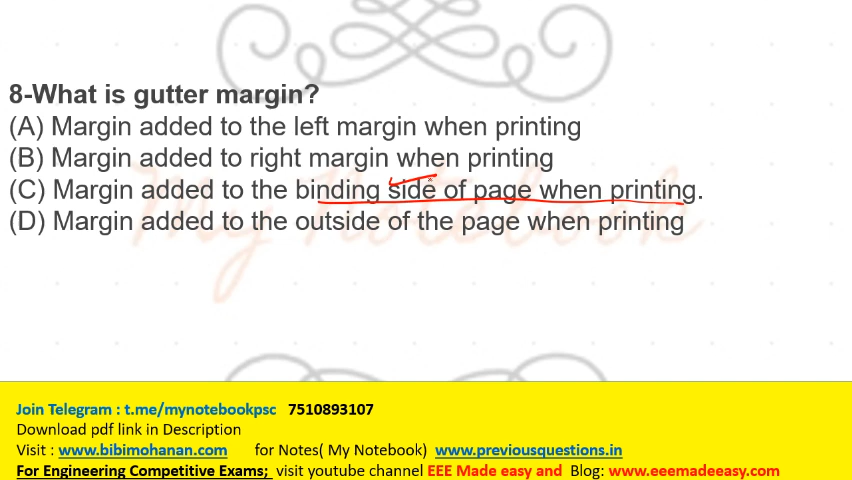 8-What is gutter margin?
(A) Margin added to the left margin when printing
(B) Margin added to right margin when printing
(C) Margin added to the binding side of page when printing.
(D) Margin added to the outside of the page when printing
My Notebook
Join Telegram : t.me/mynotebookpsc 7510893107
Download pdf link in Description
Visit : www.bibimohanan.com for Notes( My Notebook) www.previousquestions.in
For Engineering Competitive Exams; visit youtube channel EEE Made easy and Blog: www.eeemadeeasy.com